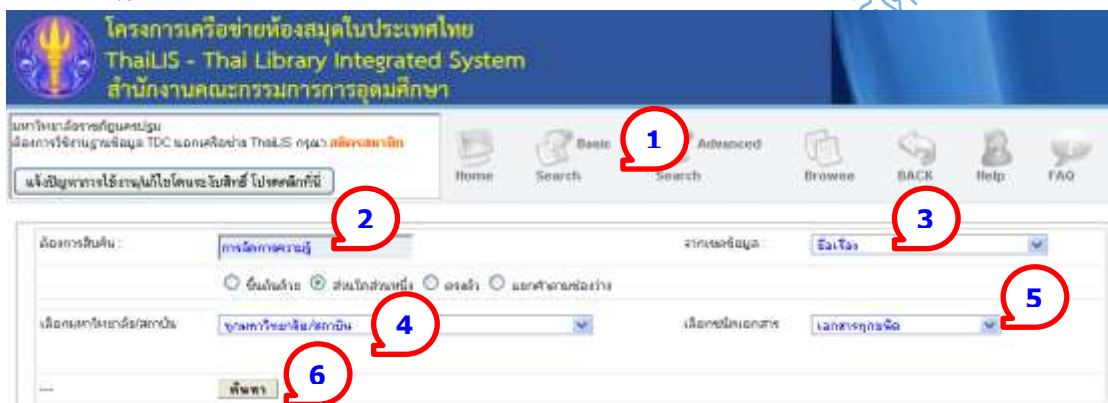 โครงการเครือข่ายห้องสมุดในประเทศไทย
ThaiLIS - Thai Library Integrated System
สำนักงานคณะกรรมการการอุดมศึกษา
มหาวิทยาลัยราชภัฏนครปฐม
ต้องการใช้งานฐานข้อมูล TDC นอกเครือข่าย ThaiLIS กรุณา สมัครสมาชิก
แจ้งปัญหาการใช้งาน/แก้ไขโดนระงับสิทธิ์ โปรดคลิกที่นี่
Home
Basic Search
1
Advanced Search
Browse
BACK
Help
FAQ
2
3
ต้องการสืบค้น :
การจัดการความรู้
จากเขตข้อมูล
ชื่อเรื่อง
ขึ้นต้นด้วย ส่วนใดส่วนหนึ่ง ตรงตัว แยกคำตามช่องว่าง
5
เลือกมหาวิทยาลัย/สถาบัน
ทุกมหาวิทยาลัย/สถาบัน
4
เลือกชนิดเอกสาร
เอกสารทุกชนิด
6
---
ค้นหา